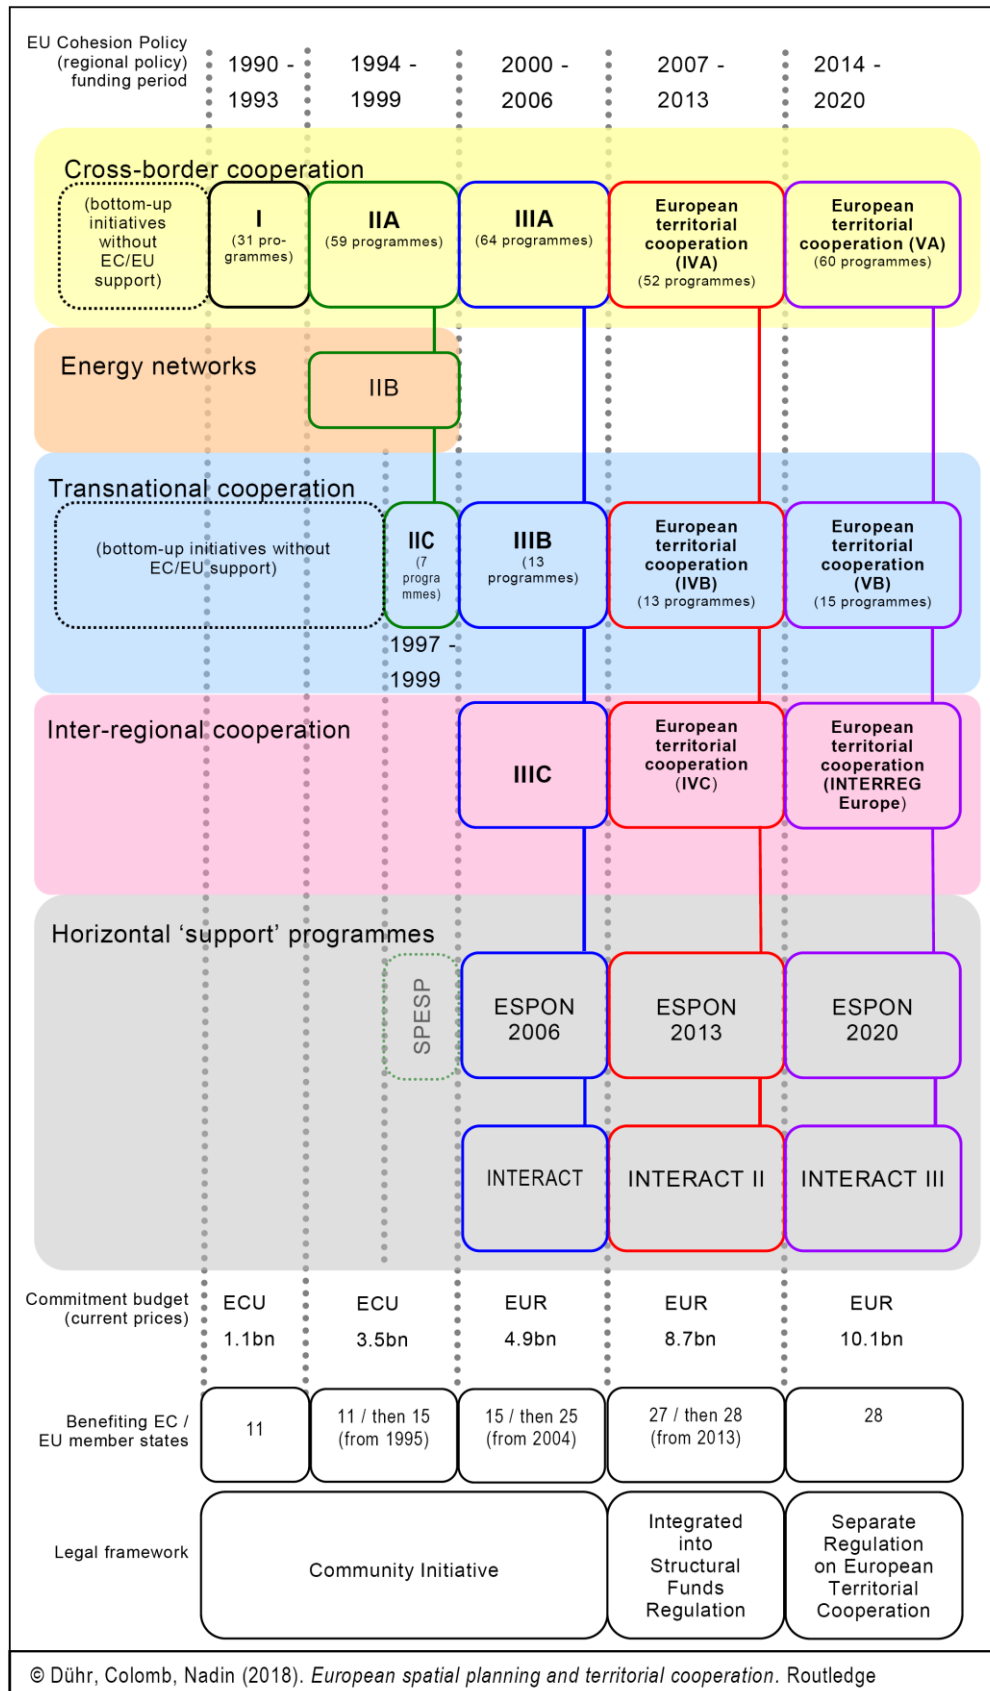 EU Cohesion Policy
(regional policy)
funding period
1990 -
1993
1994 -
1999
2000 -
2006
2007 -
2013
2014 -
2020
Cross-border cooperation
(bottom-up
initiatives
without
EC/EU
support)
I
(31 pro-
grammes)
IIA
(59 programmes)
IIIA
(64 programmes)
European
territorial
cooperation
(IVA)
(52 programmes)
European
territorial
cooperation (VA)
(60 programmes)
Energy networks
IIB
Transnational cooperation
(bottom-up initiatives without
EC/EU support)
IIC
(7
progra
mmes)
1997 -
1999
IIIB
(13
programmes)
European
territorial
cooperation
(IVB)
(13 programmes)
European
territorial
cooperation
(VB)
(15 programmes)
Inter-regional cooperation
IIIC
European
territorial
cooperation
(IVC)
European
territorial
cooperation
(INTERREG
Europe)
Horizontal ‘support’ programmes
SPESP
ESPON
2006
ESPON
2013
ESPON
2020
INTERACT
INTERACT II
INTERACT III
Commitment budget
(current prices)
ECU
1.1bn
ECU
3.5bn
EUR
4.9bn
EUR
8.7bn
EUR
10.1bn
Benefiting EC /
EU member states
11
11 / then 15
(from 1995)
15 / then 25
(from 2004)
27 / then 28
(from 2013)
28
Legal framework
Community Initiative
Integrated
into
Structural
Funds
Regulation
Separate
Regulation
on European
Territorial
Cooperation
© Dühr, Colomb, Nadin (2018). European spatial planning and territorial cooperation. Routledge